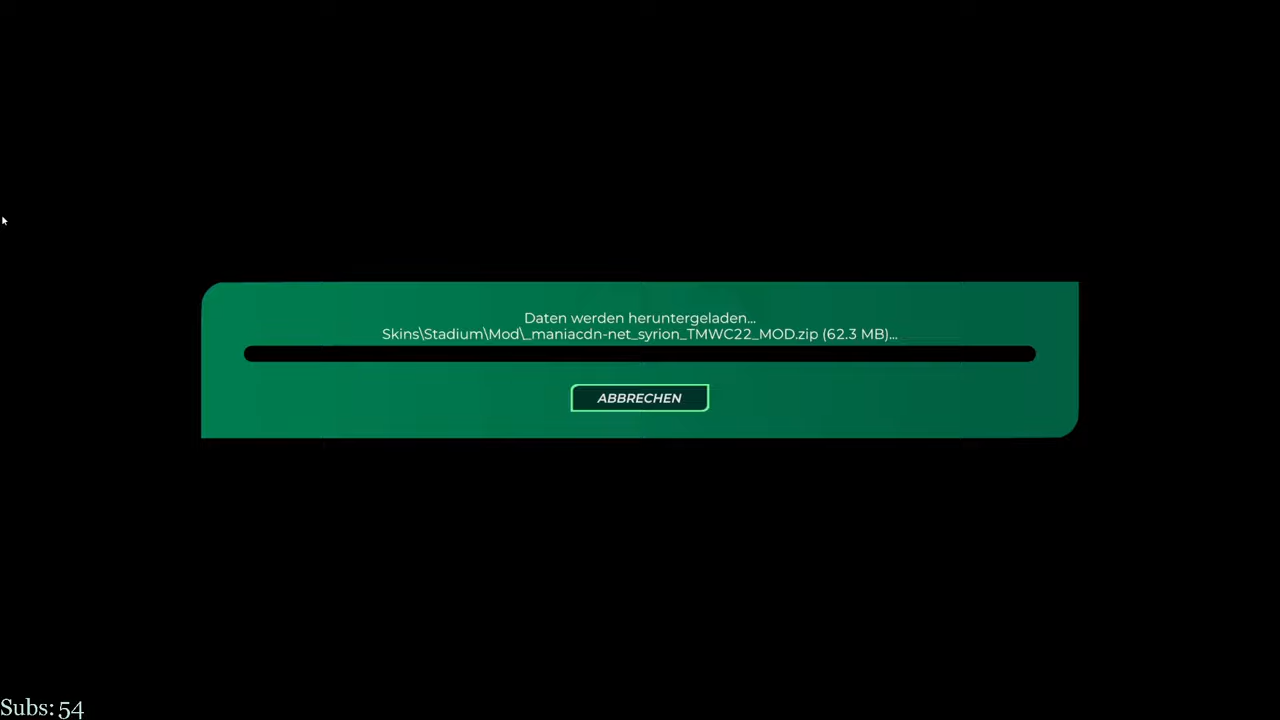 Daten werden heruntergeladen...
Skins\Stadium\Mod\_maniacdn-net_syrion_TMWC22_MOD.zip (62.3 MB)...
ABBRECHEN
Subs: 54